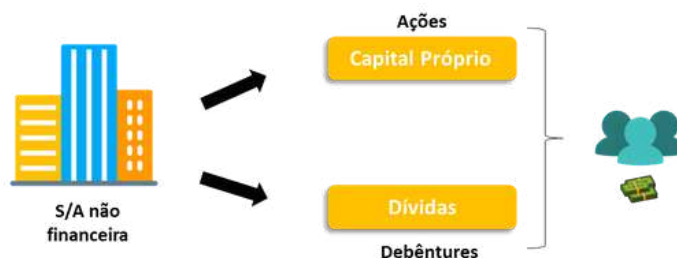 Ações
Capital Próprio
S/A não
financeira
Dívidas
Debêntures